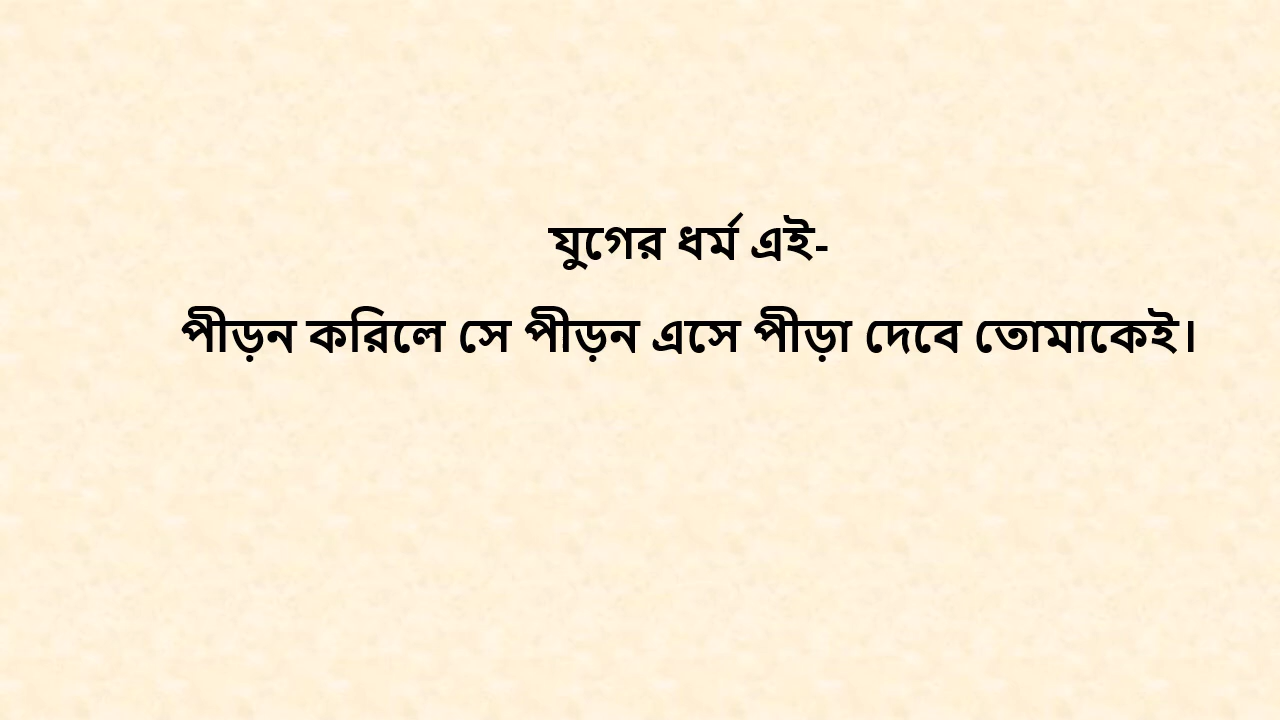 যুগের ধর্ম এই-
পীড়ন করিলে সে পীড়ন এসে পীড়া দেবে তোমাকেই।